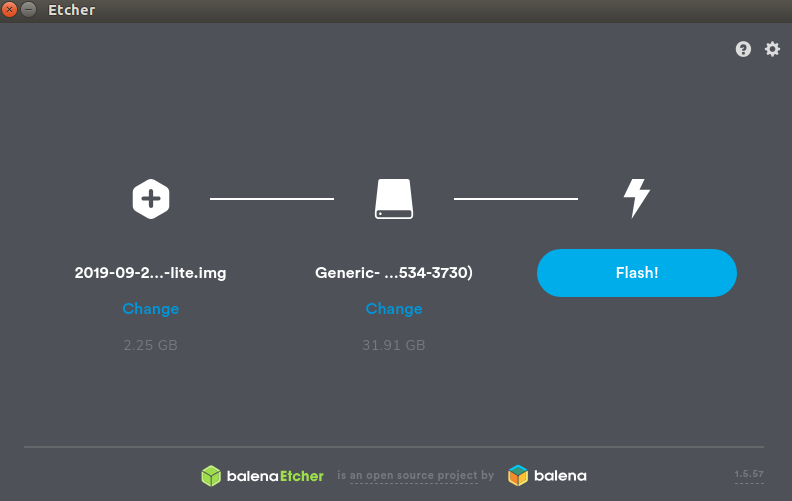 Etcher
2019-09-2...-lite.img
Generic- ...534-3730)
Flash!
Change
Change
2.25 GB
31.91 GB
balenaEtcher is an open source project by balena
1.5.57